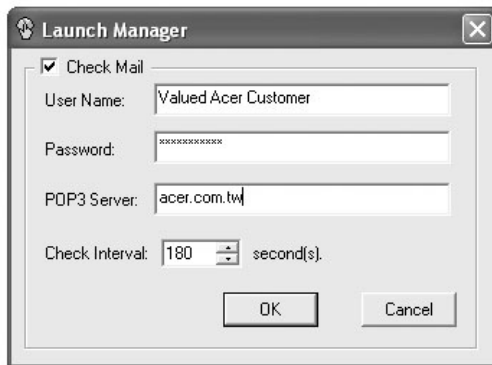 Launch Manager
Check Mail
User Name: Valued Acer Customer
Password: ***********
POP3 Server: acer.com.tw
Check Interval: 180 second(s).
OK Cancel